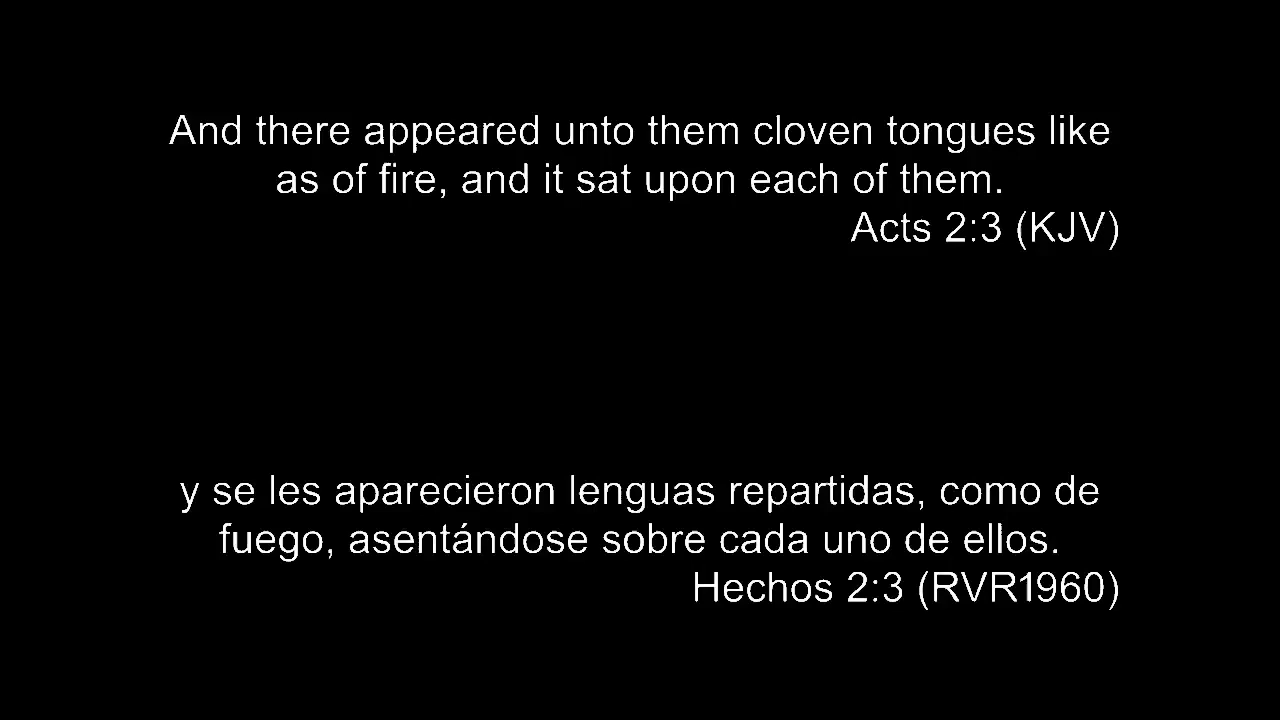 And there appeared unto them cloven tongues like
as of fire, and it sat upon each of them.
Acts 2:3 (KJV)
y se les aparecieron lenguas repartidas, como de
fuego, asentándose sobre cada uno de ellos.
Hechos 2:3 (RVR1960)